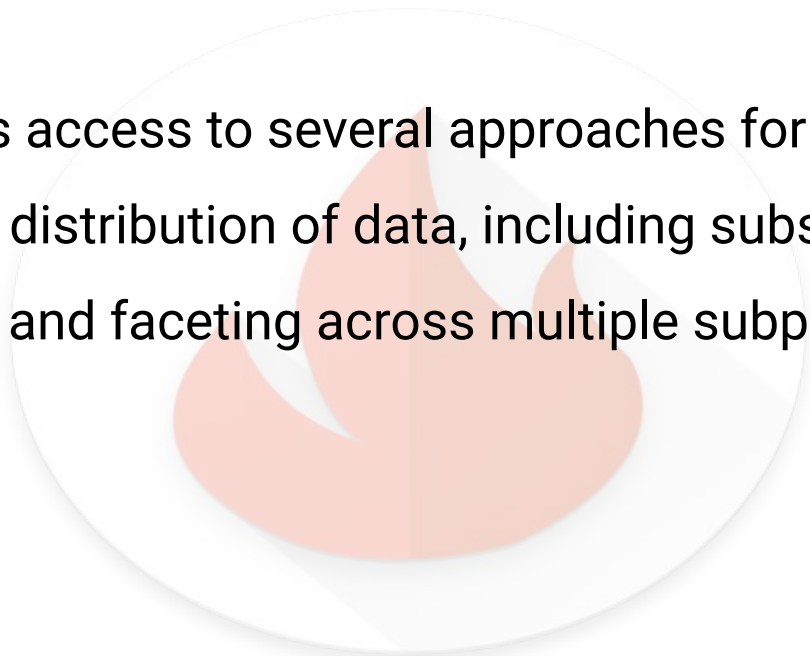 s access to several approaches for
distribution of data, including subs
and faceting across multiple subp